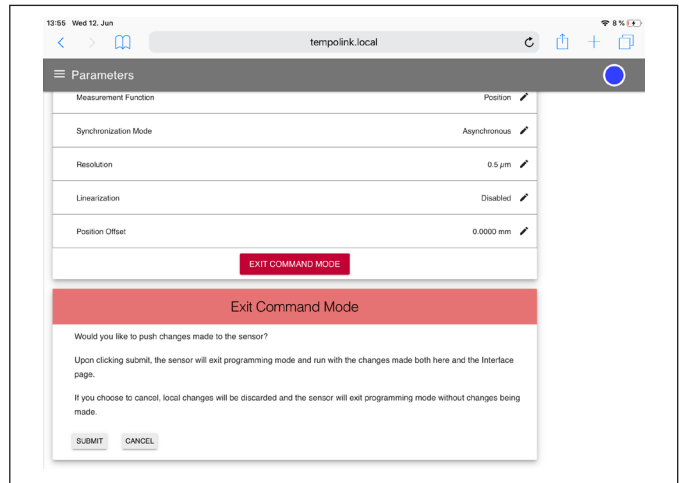 13:55 Wed 12. Jun
8 %
tempolink.local
Parameters
Measurement Function Position
Synchronization Mode Asynchronous
Resolution 0.5 µm
Linearization Disabled
Position Offset 0.0000 mm
EXIT COMMAND MODE
Exit Command Mode
Would you like to push changes made to the sensor?
Upon clicking submit, the sensor will exit programming mode and run with the changes made both here and the Interface
page.
If you choose to cancel, local changes will be discarded and the sensor will exit programming mode without changes being
made.
SUBMIT CANCEL